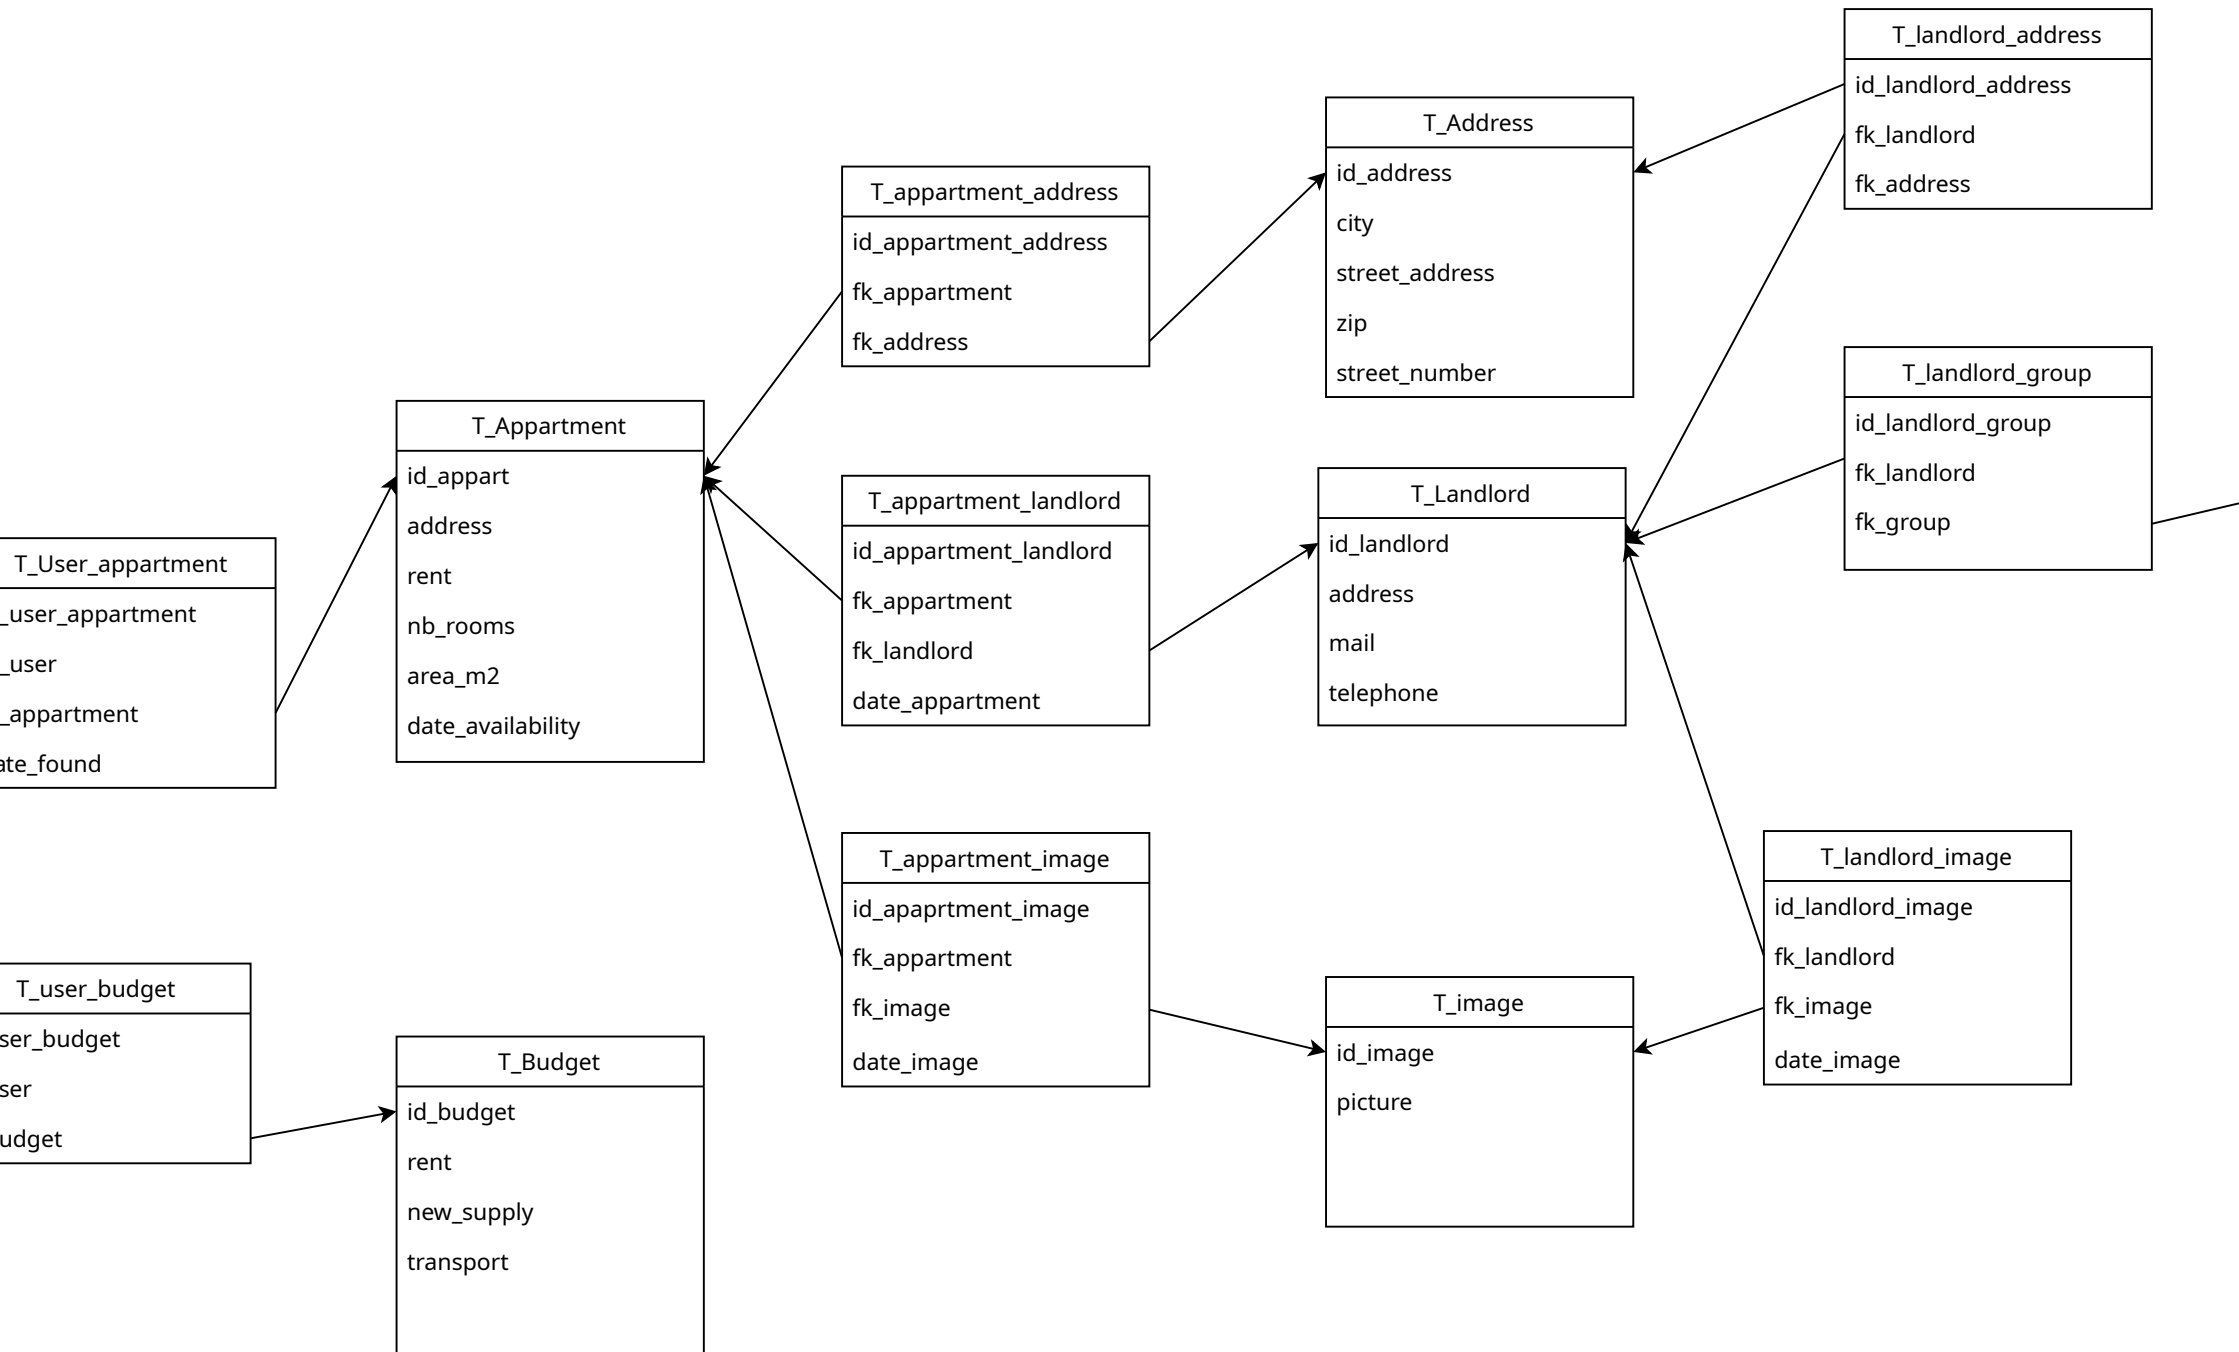 T_landlord_address
id_landlord_address
fk_landlord
fk_address
T_Address
id_address
city
street_address
zip
street_number
T_appartment_address
id_appartment_address
fk_appartment
fk_address
T_landlord_group
id_landlord_group
fk_landlord
fk_group
T_Appartment
id_appart
address
rent
nb_rooms
area_m2
date_availability
T_appartment_landlord
id_appartment_landlord
fk_appartment
fk_landlord
date_appartment
T_Landlord
id_landlord
address
mail
telephone
T_User_appartment
_user_appartment
_user
_appartment
ate_found
T_appartment_image
id_apaprtment_image
fk_appartment
fk_image
date_image
T_landlord_image
id_landlord_image
fk_landlord
fk_image
date_image
T_image
id_image
picture
T_user_budget
ser_budget
ser
udget
T_Budget
id_budget
rent
new_supply
transport